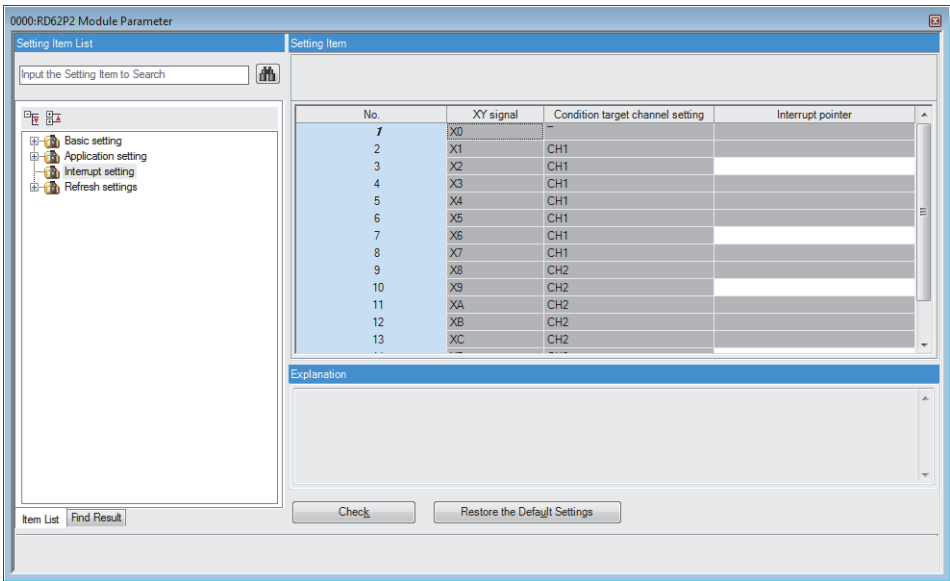 0000:RD62P2 Module Parameter
Setting Item List
Input the Setting Item to Search
Basic setting
Application setting
Interrupt setting
Refresh settings
Item List Find Result
Setting Item
No. XY signal Condition target channel setting Interrupt pointer
1 X0 –
2 X1 CH1
3 X2 CH1
4 X3 CH1
5 X4 CH1
6 X5 CH1
7 X6 CH1
8 X7 CH1
9 X8 CH2
10 X9 CH2
11 XA CH2
12 XB CH2
13 XC CH2
Explanation
Check Restore the Default Settings